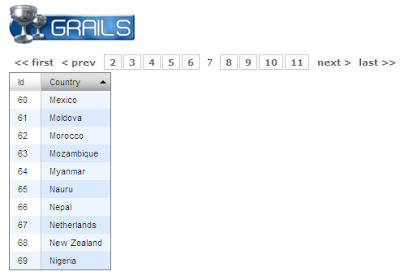 GRAILS
<< first < prev 2 3 4 5 6 7 8 9 10 11 next > last >>
Id Country
60 Mexico
61 Moldova
62 Morocco
63 Mozambique
64 Myanmar
65 Nauru
66 Nepal
67 Netherlands
68 New Zealand
69 Nigeria